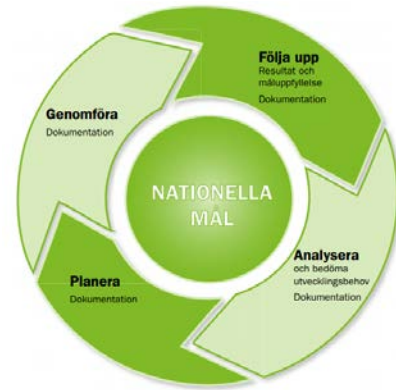 Följa upp
Resultat och
måluppfyllelse
Dokumentation
Analysera
och bedöma
utvecklingsbehov
Dokumentation
Planera
Dokumentation
Genomföra
Dokumentation
NATIONELLA
MÅL